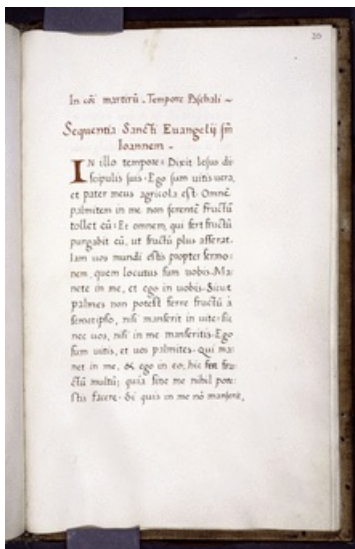 20
In cōi martirū . Tempore Paschali ~
Sequentia Sancti Euangelij sm̄
Ioannem .
IN illo tempore: Dixit Iesus di
scipulis suis. Ego sum uitis uera,
et pater meus agricola est. Omnē
palmitem in me non ferentē fructū
tollet eū: Et omnem, qui fert fructū
purgabit eū, ut fructū plus afferat.
Iam uos mundi estis propter sermo-
nem, quem locutus sum uobis. Ma-
nete in me, et ego in uobis. Sicut
palmes non potest ferre fructū à
semetipso, nisi manserit in uite: sic
nec uos, nisi in me manseritis. Ego
sum uitis, et uos palmites. Qui ma-
net in me, & ego in eo, hic fert fru-
ctū multū; quia sine me nihil pote-
stis facere. Si quis in me nō manserit,